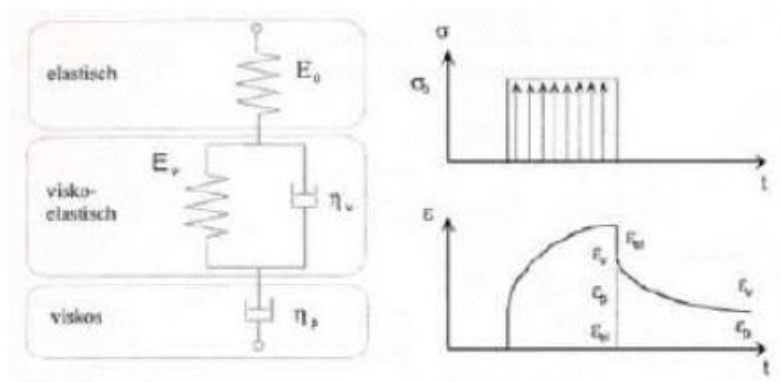 elastisch
E₀
visko-
elastisch
Eᵥ
ηᵥ
viskos
ηₚ
σ
σ₀
t
ε
εᵥ
εₑₗ
εₚ
εₑₗ
εᵥ
εₚ
t